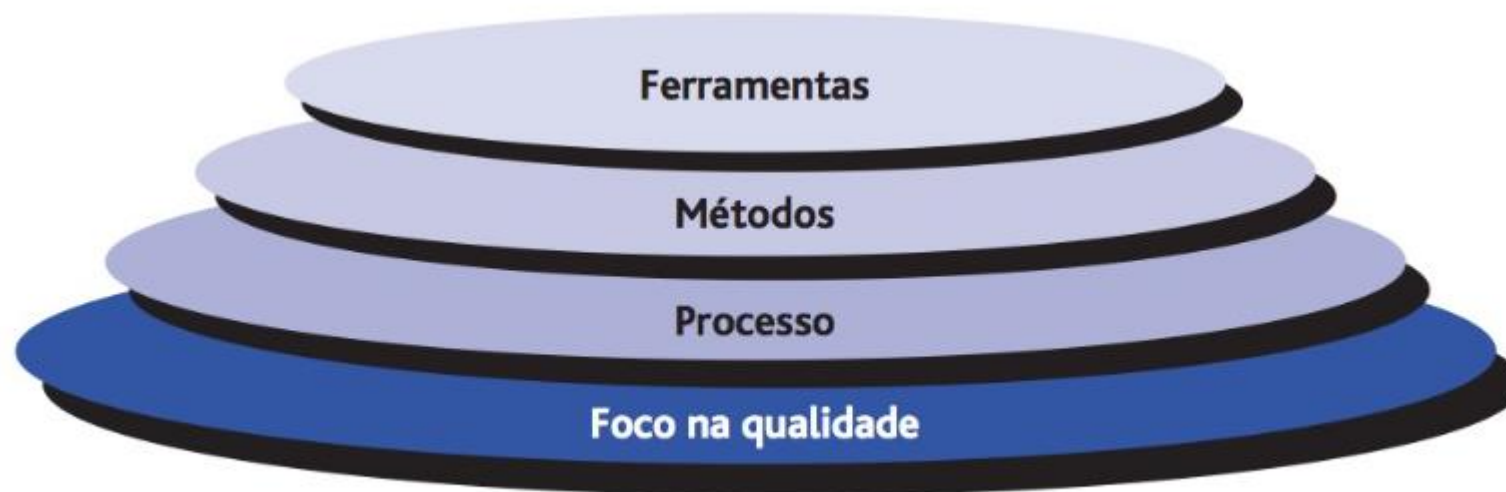 Ferramentas
Métodos
Processo
Foco na qualidade